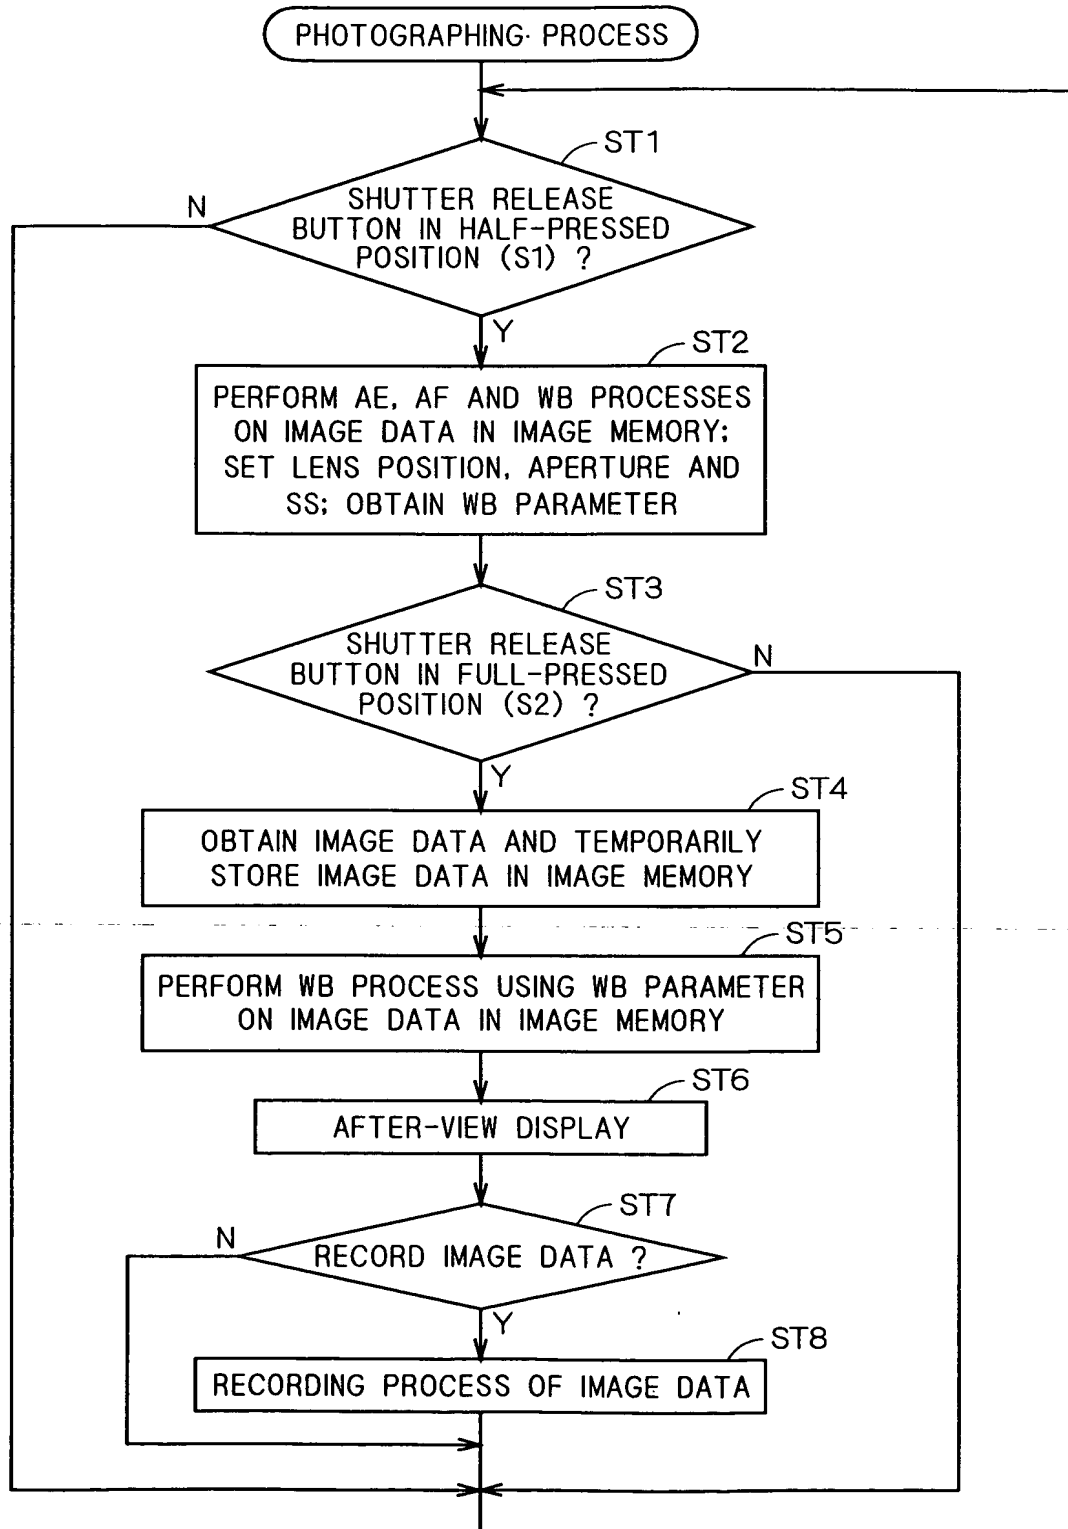 PHOTOGRAPHING· PROCESS
ST1
N
SHUTTER RELEASE
BUTTON IN HALF-PRESSED
POSITION (S1) ?
Y
ST2
PERFORM AE, AF AND WB PROCESSES
ON IMAGE DATA IN IMAGE MEMORY;
SET LENS POSITION, APERTURE AND
SS; OBTAIN WB PARAMETER
ST3
SHUTTER RELEASE
BUTTON IN FULL-PRESSED
POSITION (S2) ?
N
Y
ST4
OBTAIN IMAGE DATA AND TEMPORARILY
STORE IMAGE DATA IN IMAGE MEMORY
ST5
PERFORM WB PROCESS USING WB PARAMETER
ON IMAGE DATA IN IMAGE MEMORY
ST6
AFTER-VIEW DISPLAY
ST7
N
RECORD IMAGE DATA ?
Y
ST8
RECORDING PROCESS OF IMAGE DATA